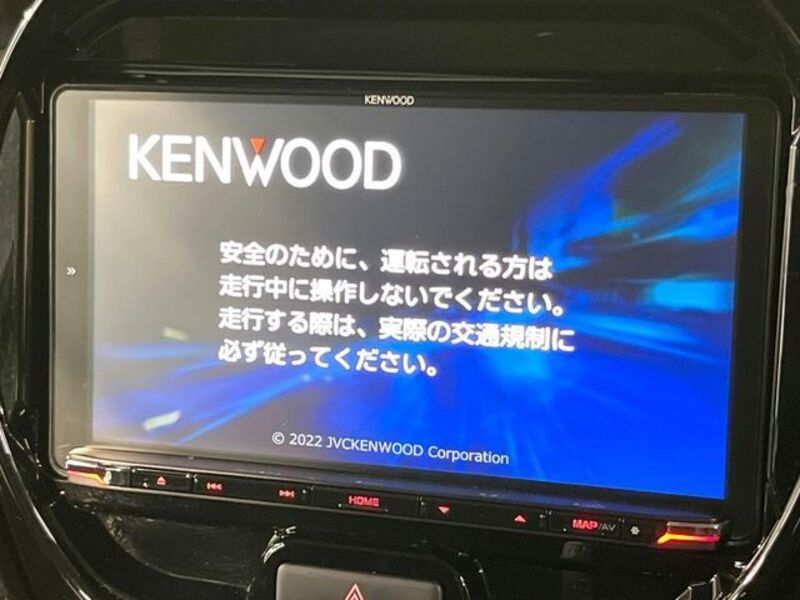 KENWOOD
KENWOOD
安全のために、運転される方は
走行中に操作しないでください。
走行する際は、実際の交通規制に
必ず従ってください。
© 2022 JVCKENWOOD Corporation
HOME
MAP/AV